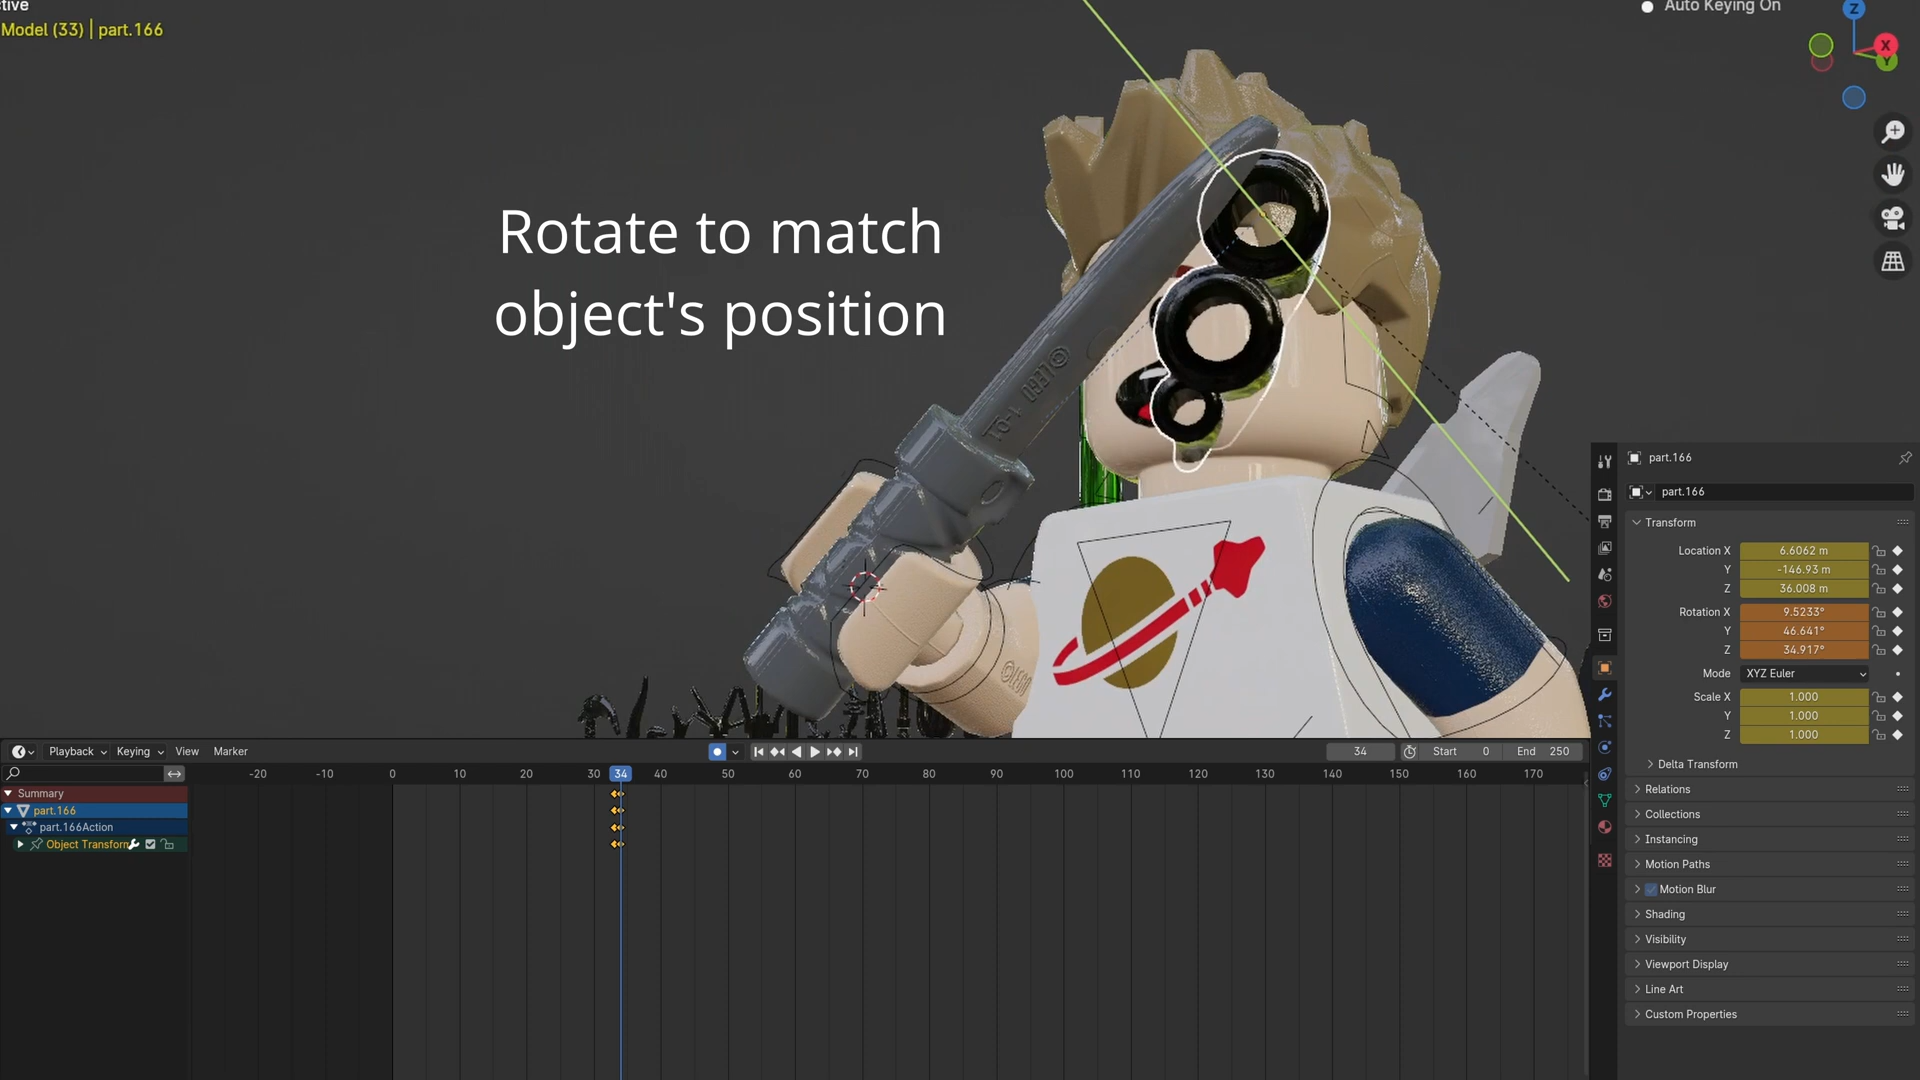 tive
Auto Keying On
Model (33) | part.166
Z
X
Y
Rotate to match
object's position
©LEGO
©LEGO
part.166
part.166
Transform
Location X 6.6062 m
Y -146.93 m
Z 36.008 m
Rotation X 9.5233°
Y 46.641°
Z 34.917°
Mode XYZ Euler
Scale X 1.000
Y 1.000
Z 1.000
Delta Transform
Relations
Collections
Instancing
Motion Paths
Motion Blur
Shading
Visibility
Viewport Display
Line Art
Custom Properties
Playback Keying View Marker 34 Start 0 End 250
-20 -10 0 10 20 30 34 40 50 60 70 80 90 100 110 120 130 140 150 160 170
Summary
part.166
part.166Action
Object Transform